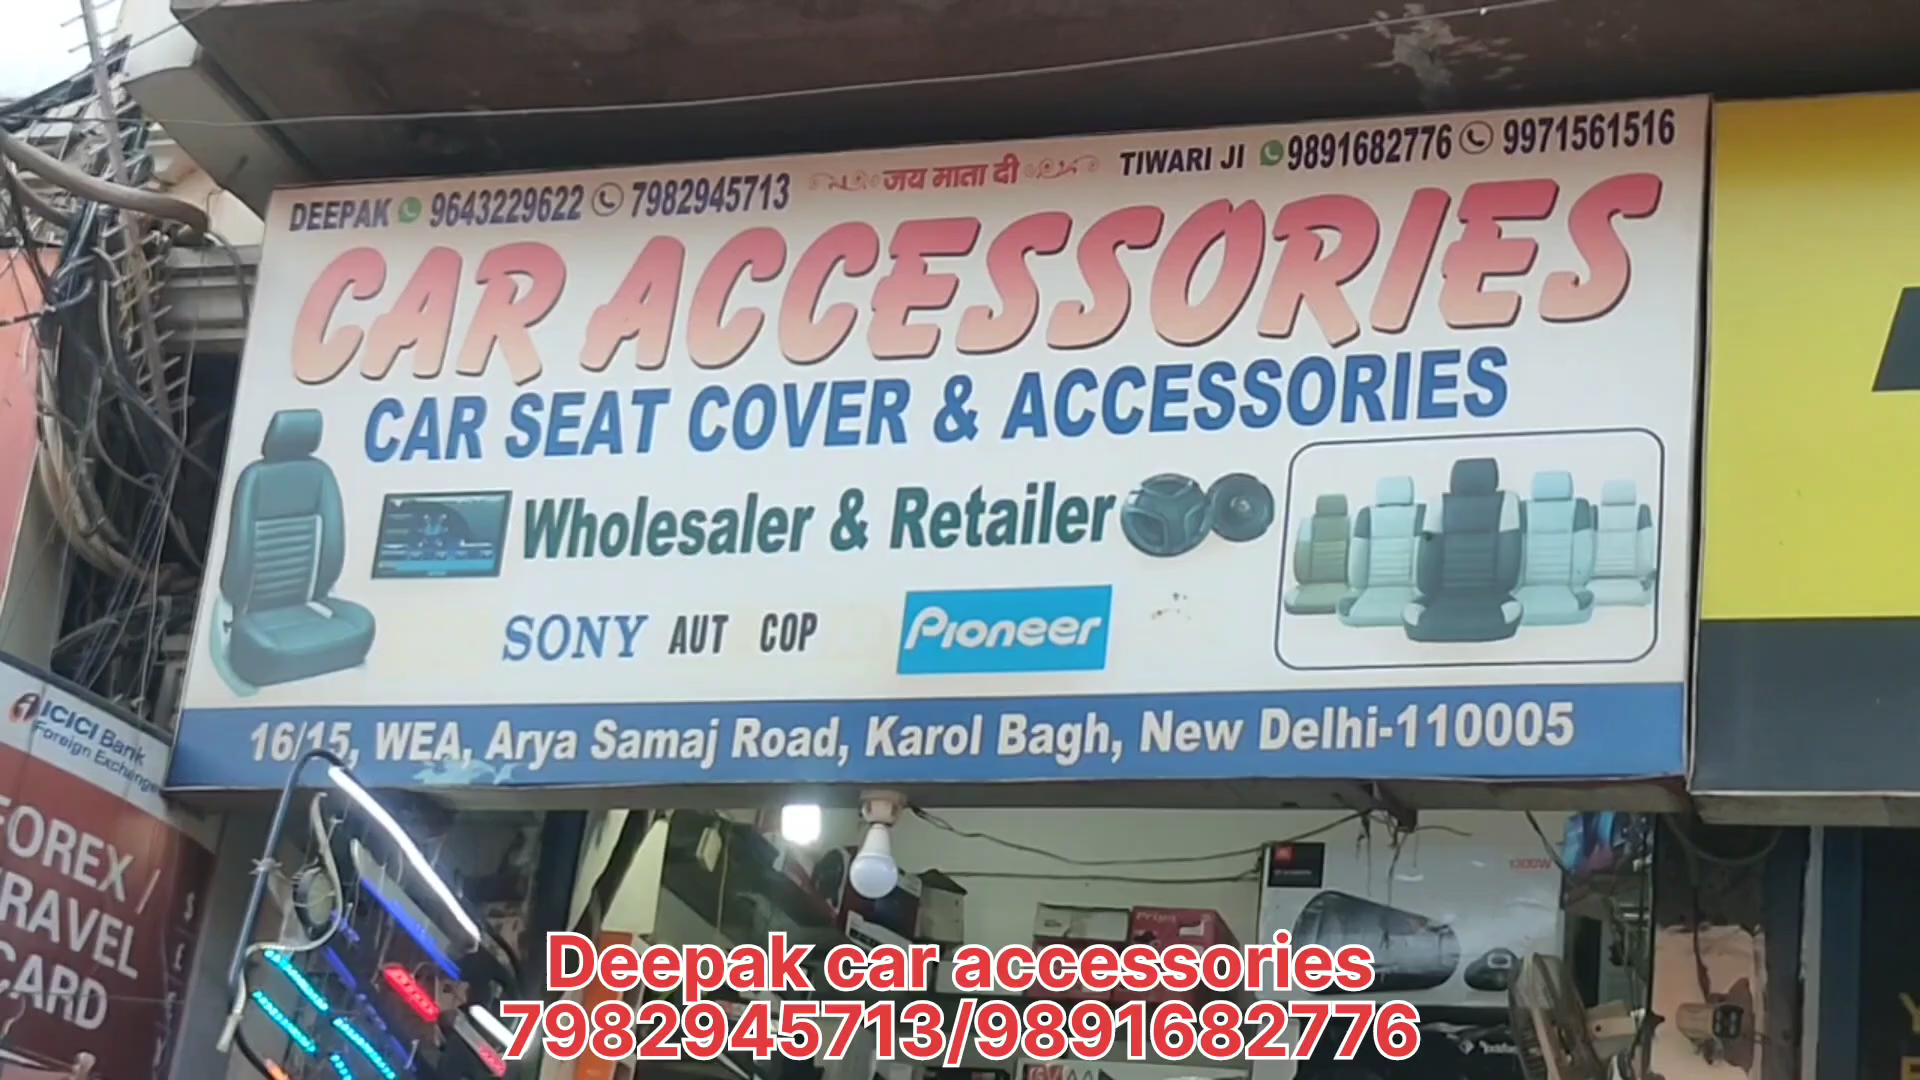 DEEPAK 9643229622 7982945713 जय माता दी TIWARI JI 9891682776 9971561516
CAR ACCESSORIES
CAR SEAT COVER & ACCESSORIES
Wholesaler & Retailer
SONY AUT COP Pioneer
16/15, WEA, Arya Samaj Road, Karol Bagh, New Delhi-110005
ICICI Bank
Foreign Exchange
FOREX /
TRAVEL
CARD
1300W
Deepak car accessories
7982945713/9891682776